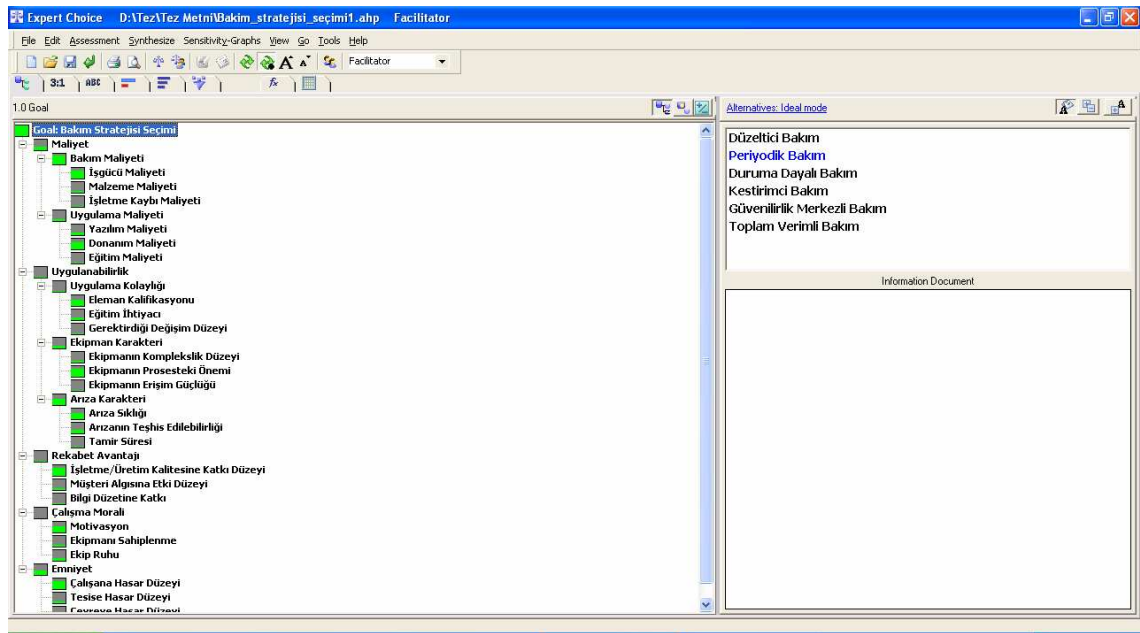 Expert Choice D:\Tez\Tez Metni\Bakim_stratejisi_seçimi1.ahp Facilitator
File Edit Assessment Synthesize Sensitivity-Graphs View Go Tools Help
Facilitator
3:1 ABC fx
1.0 Goal
Goal: Bakım Stratejisi Seçimi
Maliyet
Bakım Maliyeti
İşgücü Maliyeti
Malzeme Maliyeti
İşletme Kaybı Maliyeti
Uygulama Maliyeti
Yazılım Maliyeti
Donanım Maliyeti
Eğitim Maliyeti
Uygulanabilirlik
Uygulama Kolaylığı
Eleman Kalifikasyonu
Eğitim İhtiyacı
Gerektirdiği Değişim Düzeyi
Ekipman Karakteri
Ekipmanın Komplekslik Düzeyi
Ekipmanın Prosesteki Önemi
Ekipmanın Erişim Güçlüğü
Arıza Karakteri
Arıza Sıklığı
Arızanın Teşhis Edilebilirliği
Tamir Süresi
Rekabet Avantajı
İşletme/Üretim Kalitesine Katkı Düzeyi
Müşteri Algısına Etki Düzeyi
Bilgi Düzetine Katkı
Çalışma Morali
Motivasyon
Ekipmanı Sahiplenme
Ekip Ruhu
Emniyet
Çalışana Hasar Düzeyi
Tesise Hasar Düzeyi
Çevreye Hasar Düzeyi
Alternatives: Ideal mode
Düzeltici Bakım
Periyodik Bakım
Duruma Dayalı Bakım
Kestirimci Bakım
Güvenilirlik Merkezli Bakım
Toplam Verimli Bakım
Information Document